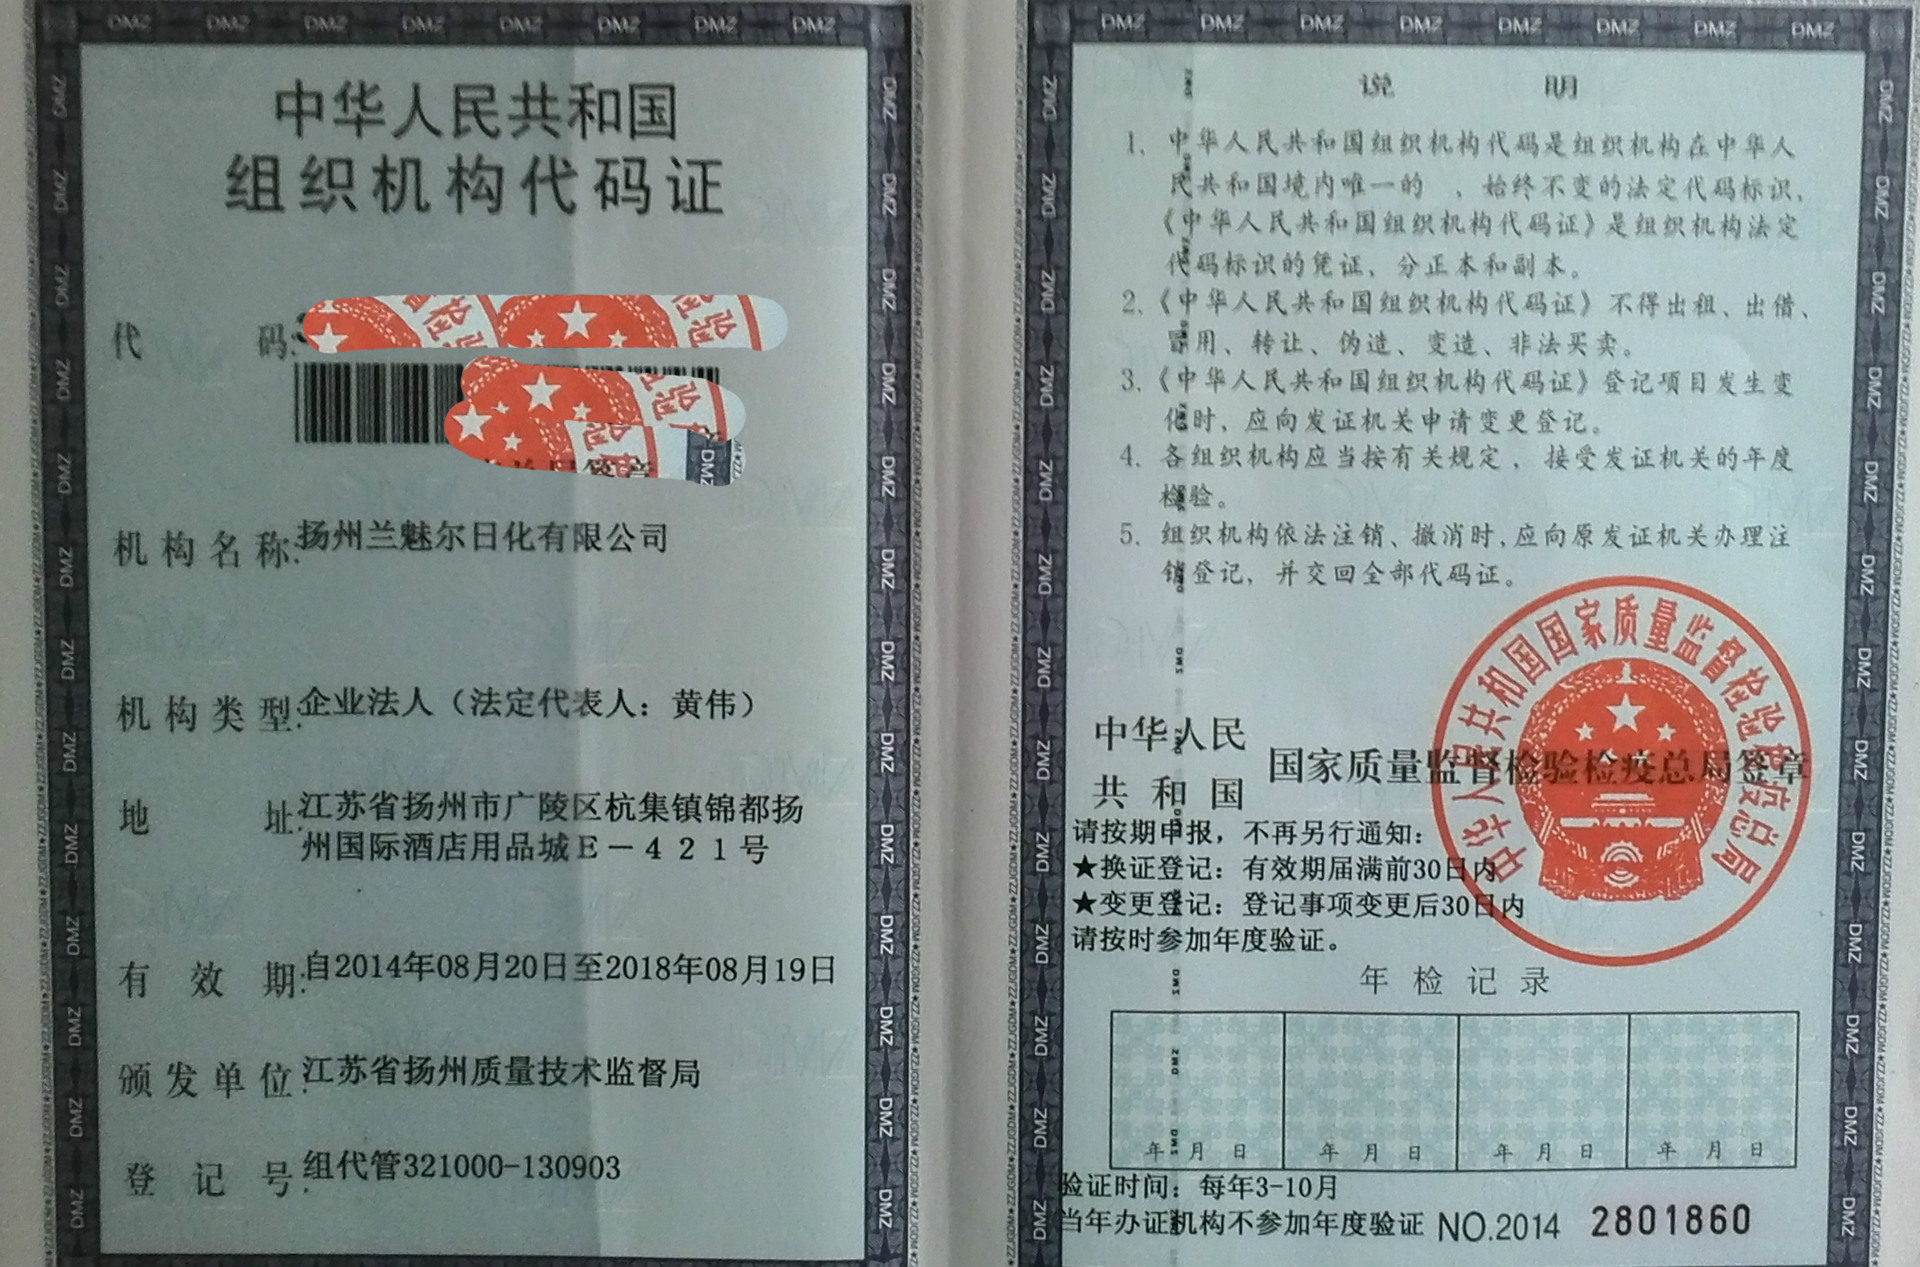 中华人民共和国
组织机构代码证
代 码:
机构名称:扬州兰魅尔日化有限公司
机构类型:企业法人（法定代表人：黄伟）
地 址:江苏省扬州市广陵区杭集镇锦都扬
州国际酒店用品城E－421号
有 效 期:自2014年08月20日至2018年08月19日
颁发单位:江苏省扬州质量技术监督局
登 记 号:组代管321000-130903
说 明
1. 中华人民共和国组织机构代码是组织机构在中华人
民共和国境内唯一的 、始终不变的法定代码标识，
《中华人民共和国组织机构代码证》是组织机构法定
代码标识的凭证，分正本和副本。
2.《中华人民共和国组织机构代码证》不得出租、出借、
冒用、转让、伪造、变造、非法买卖。
3.《中华人民共和国组织机构代码证》登记项目发生变
化时，应向发证机关申请变更登记。
4. 各组织机构应当按有关规定，接受发证机关的年度
检验。
5. 组织机构依法注销、撤消时，应向原发证机关办理注
销登记，并交回全部代码证。
中华人民共和国国家质量监督检验检疫总局
中华人民
共和国
国家质量监督检验检疫总局签章
请按期申报，不再另行通知：
★换证登记：有效期届满前30日内
★变更登记：登记事项变更后30日内
请按时参加年度验证。
年检记录
年 月 日 年 月 日 年 月 日 年 月 日
验证时间：每年3-10月
当年办证机构不参加年度验证 NO.2014 2801860